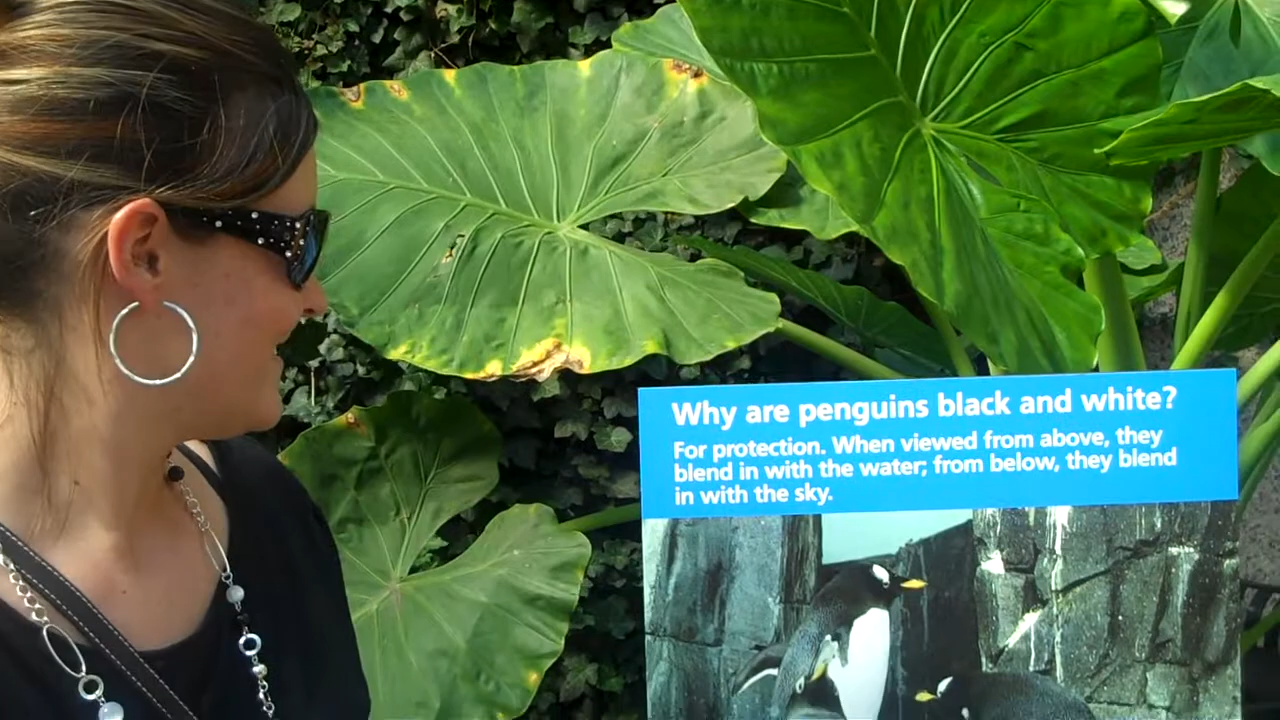 Why are penguins black and white?
For protection. When viewed from above, they
blend in with the water; from below, they blend
in with the sky.